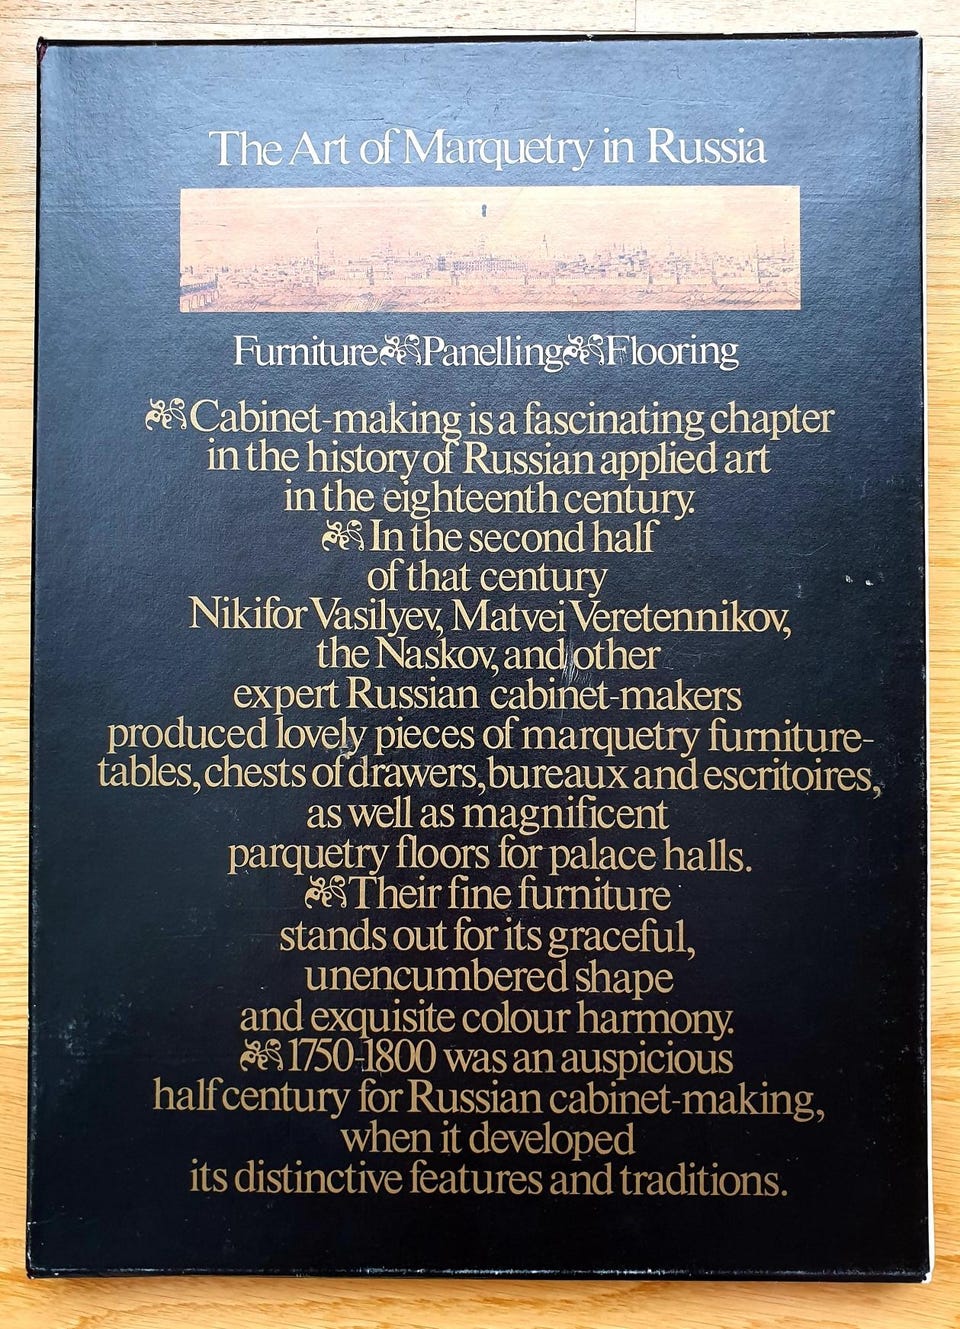 The Art of Marquetry in Russia
Furniture Panelling Flooring
Cabinet-making is a fascinating chapter
in the history of Russian applied art
in the eighteenth century.
In the second half
of that century
Nikifor Vasilyev, Matvei Veretennikov,
the Naskov, and other
expert Russian cabinet-makers
produced lovely pieces of marquetry furniture-
tables, chests of drawers, bureaux and escritoires,
as well as magnificent
parquetry floors for palace halls.
Their fine furniture
stands out for its graceful,
unencumbered shape
and exquisite colour harmony.
1750-1800 was an auspicious
half century for Russian cabinet-making,
when it developed
its distinctive features and traditions.